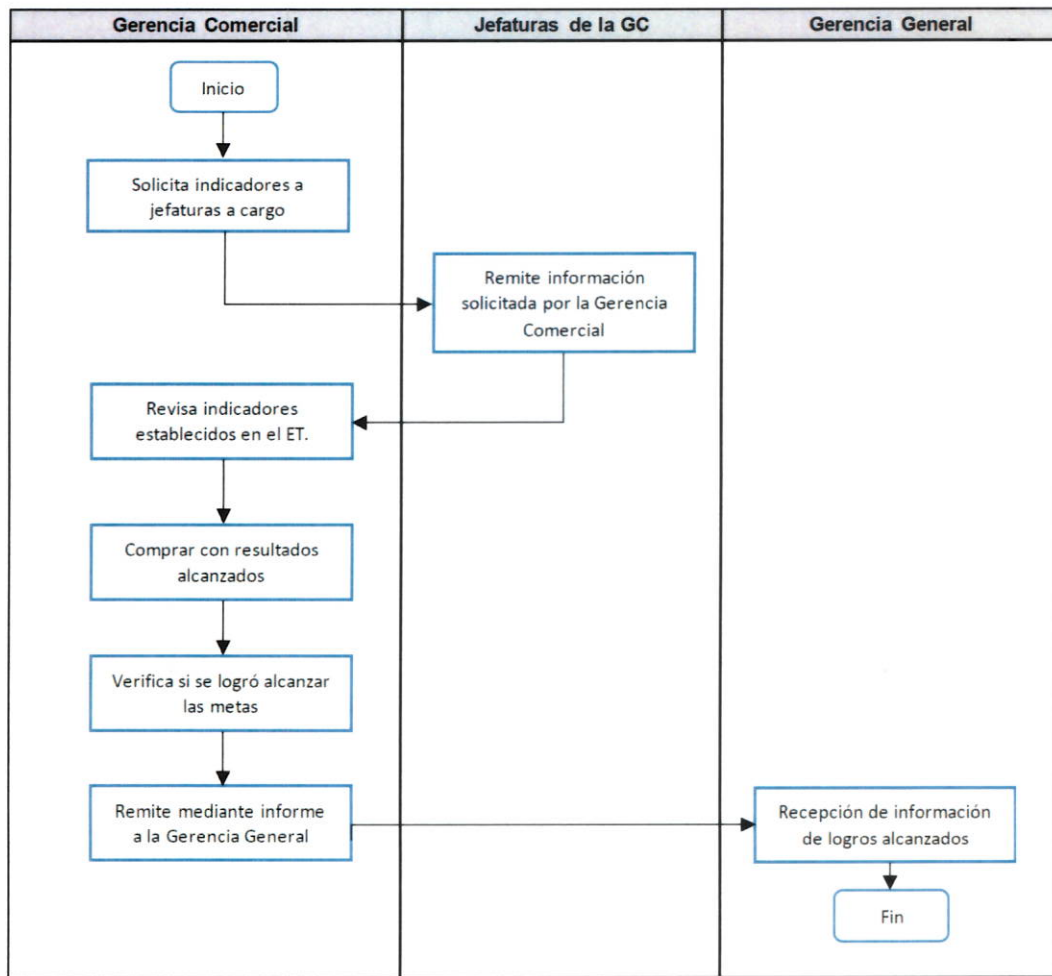 Gerencia Comercial
Jefaturas de la GC
Gerencia General
Inicio
Solicita indicadores a
jefaturas a cargo
Remite información
solicitada por la Gerencia
Comercial
Revisa indicadores
establecidos en el ET.
Comprar con resultados
alcanzados
Verifica si se logró alcanzar
las metas
Remite mediante informe
a la Gerencia General
Recepción de información
de logros alcanzados
Fin